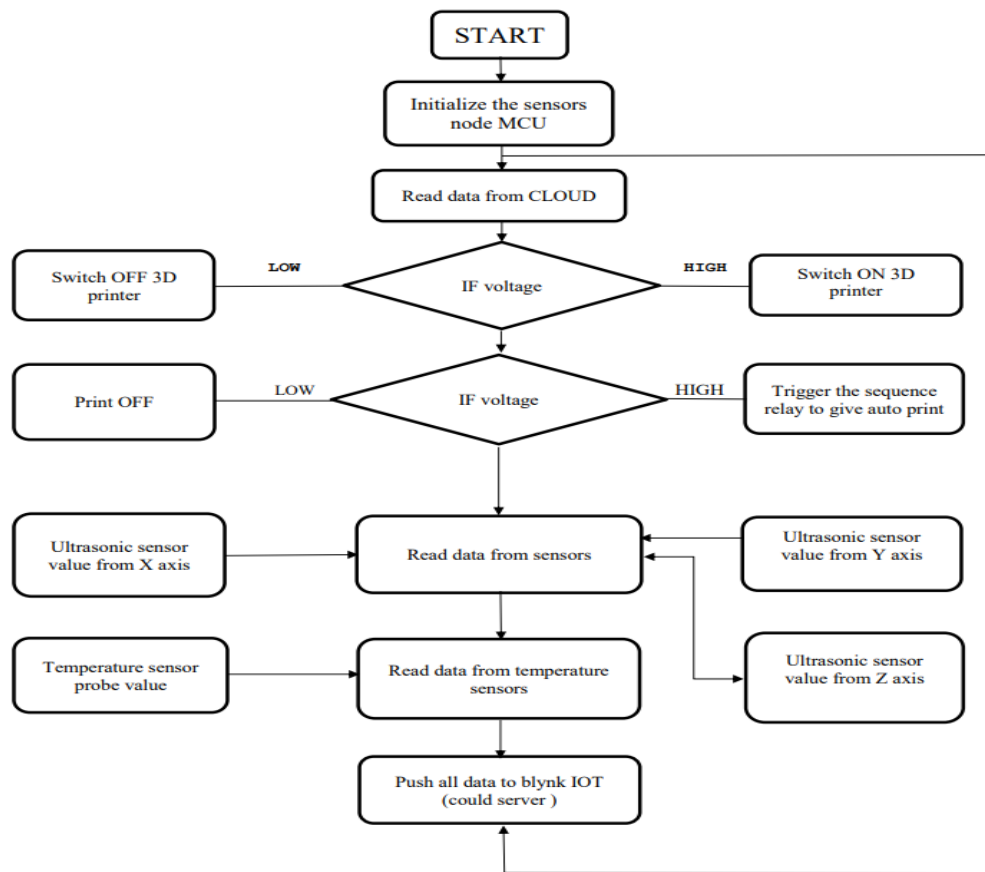 START
Initialize the sensors
node MCU
Read data from CLOUD
Switch OFF 3D
printer
LOW
IF voltage
HIGH
Switch ON 3D
printer
Print OFF
LOW
IF voltage
HIGH
Trigger the sequence
relay to give auto print
Ultrasonic sensor
value from X axis
Read data from sensors
Ultrasonic sensor
value from Y axis
Temperature sensor
probe value
Read data from temperature
sensors
Ultrasonic sensor
value from Z axis
Push all data to blynk IOT
(could server )